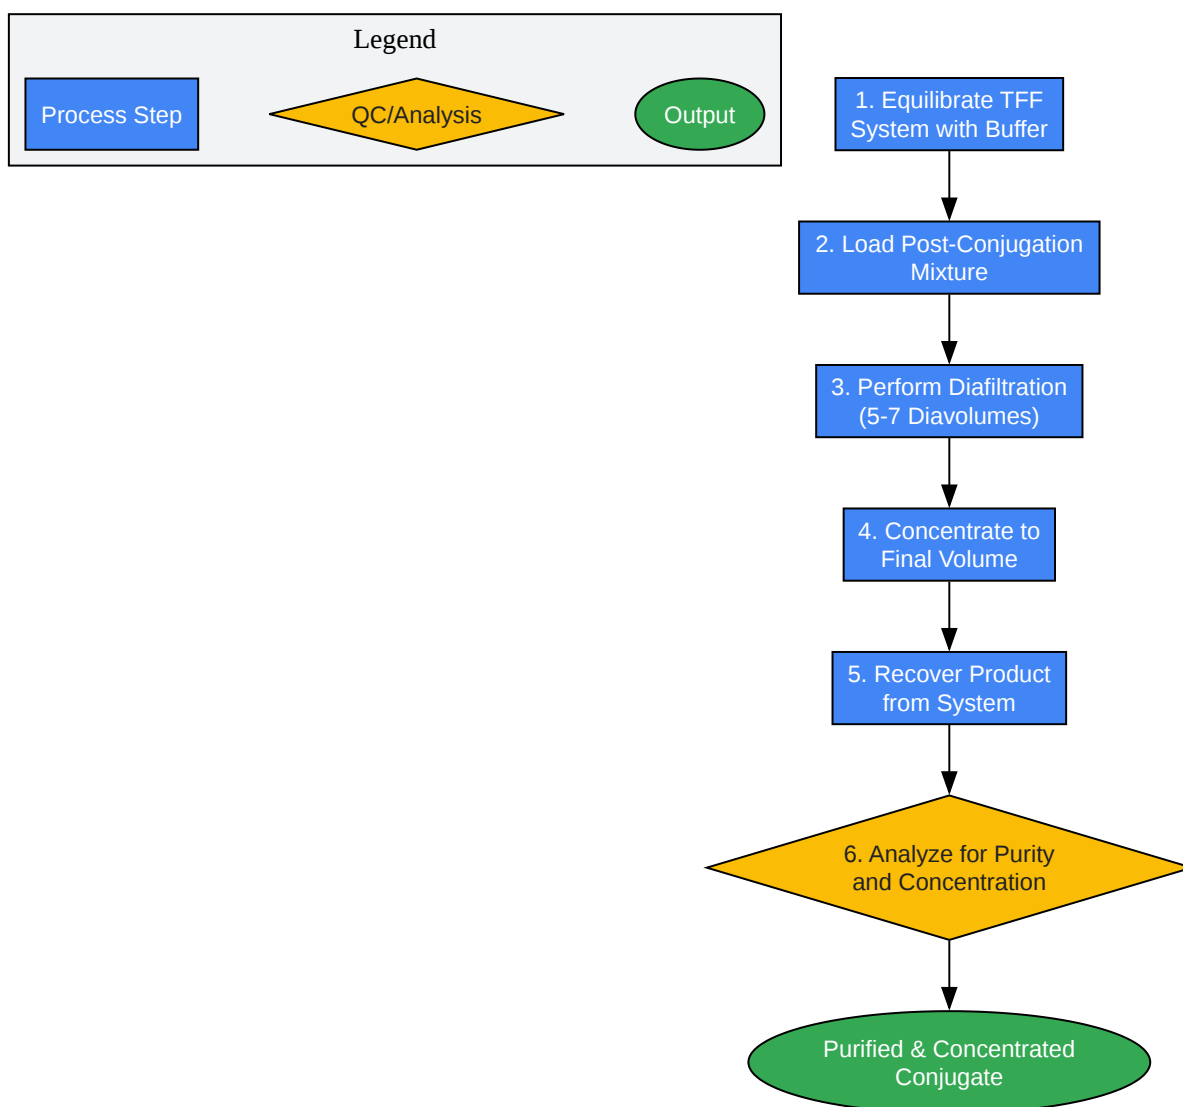 Legend
Process Step
QC/Analysis
Output
1. Equilibrate TFF
System with Buffer
2. Load Post-Conjugation
Mixture
3. Perform Diafiltration
(5-7 Diavolumes)
4. Concentrate to
Final Volume
5. Recover Product
from System
6. Analyze for Purity
and Concentration
Purified & Concentrated
Conjugate